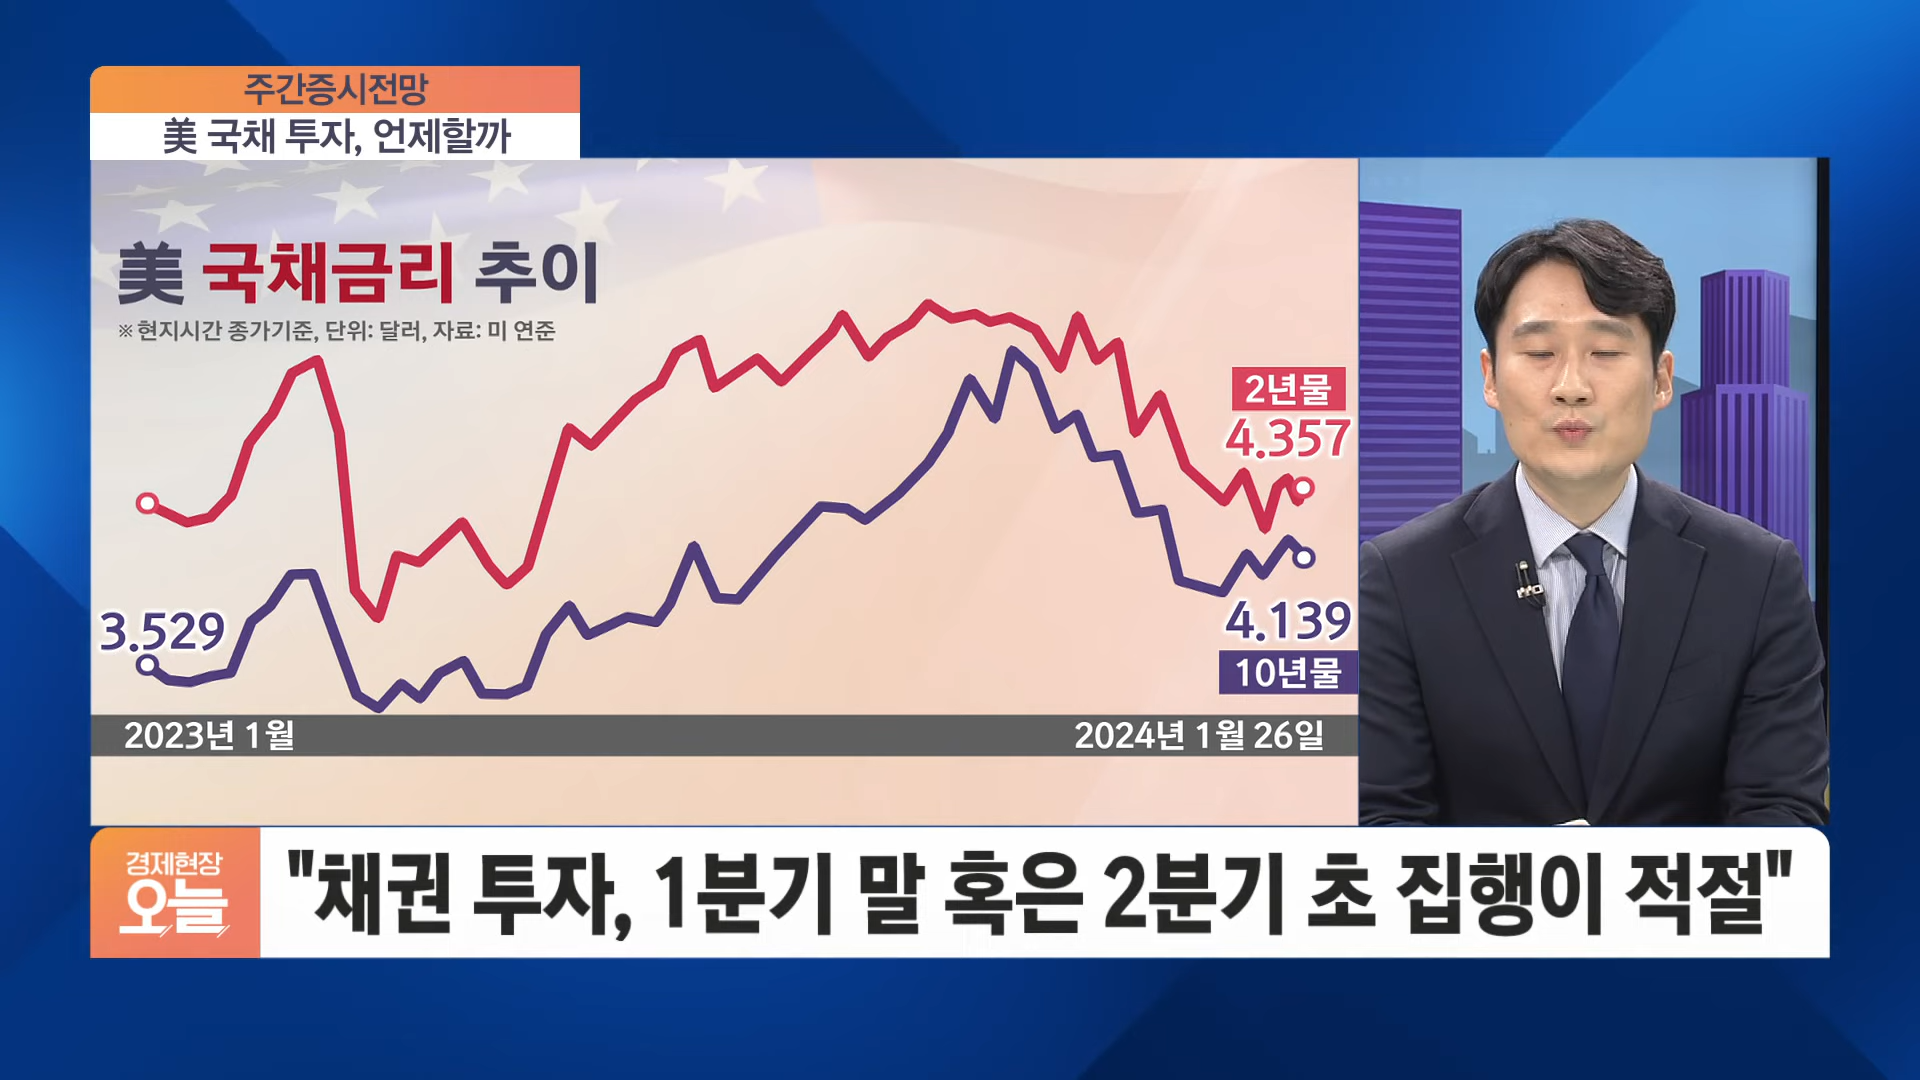 주간증시전망
美 국채 투자, 언제할까
美 국채금리 추이
※ 현지시간 종가기준, 단위: 달러, 자료: 미 연준
2년물
4.357
3.529
4.139
10년물
2023년 1월
2024년 1월 26일
경제현장
오늘
"채권 투자, 1분기 말 혹은 2분기 초 집행이 적절"